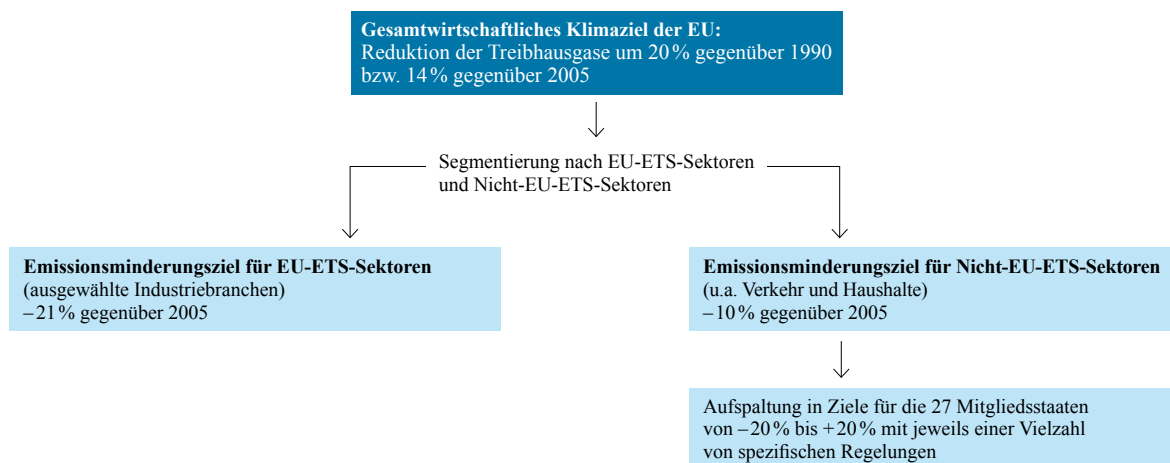 Gesamtwirtschaftliches Klimaziel der EU:
Reduktion der Treibhausgase um 20 % gegenüber 1990
bzw. 14 % gegenüber 2005
Segmentierung nach EU-ETS-Sektoren
und Nicht-EU-ETS-Sektoren
Emissionsminderungsziel für EU-ETS-Sektoren
(ausgewählte Industriebranchen)
–21 % gegenüber 2005
Emissionsminderungsziel für Nicht-EU-ETS-Sektoren
(u.a. Verkehr und Haushalte)
–10 % gegenüber 2005
Aufspaltung in Ziele für die 27 Mitgliedsstaaten
von –20 % bis +20 % mit jeweils einer Vielzahl
von spezifischen Regelungen